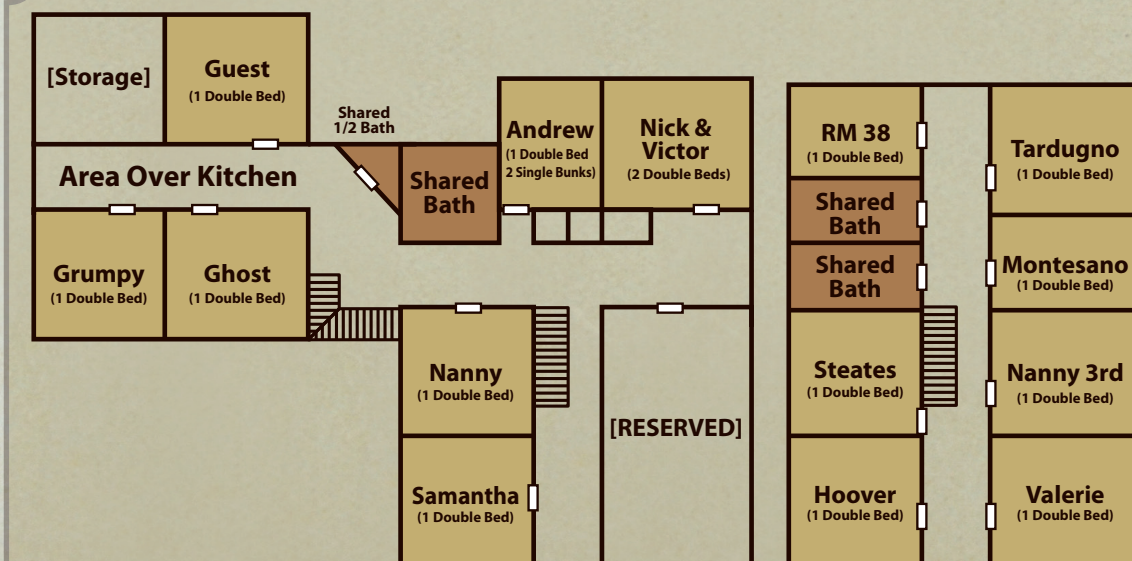 [Storage]
Guest
(1 Double Bed)
Shared
1/2 Bath
Area Over Kitchen
Shared
Bath
Andrew
(1 Double Bed
2 Single Bunks)
Nick &
Victor
(2 Double Beds)
Grumpy
(1 Double Bed)
Ghost
(1 Double Bed)
Nanny
(1 Double Bed)
Samantha
(1 Double Bed)
[RESERVED]
RM 38
(1 Double Bed)
Shared
Bath
Shared
Bath
Steates
(1 Double Bed)
Hoover
(1 Double Bed)
Tardugno
(1 Double Bed)
Montesano
(1 Double Bed)
Nanny 3rd
(1 Double Bed)
Valerie
(1 Double Bed)